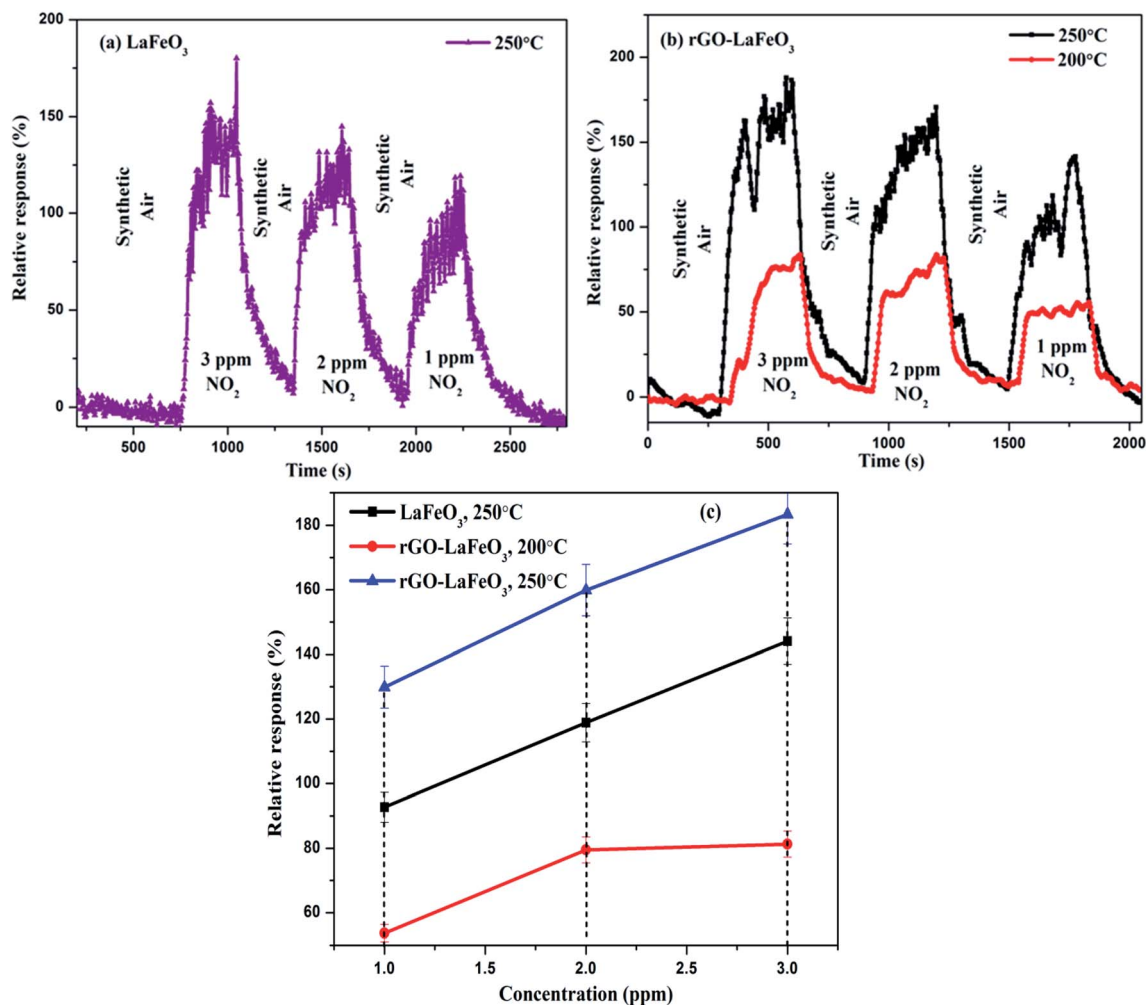 (a) LaFeO3
250°C
200
150
100
50
0
Relative response (%)
Synthetic
Air
Synthetic
Air
Synthetic
Air
3 ppm
NO2
2 ppm
NO2
1 ppm
NO2
500 1000 1500 2000 2500
Time (s)
(b) rGO-LaFeO3
250°C
200°C
200
150
100
50
0
Relative response (%)
Synthetic
Air
Synthetic
Air
Synthetic
Air
3 ppm
NO2
2 ppm
NO2
1 ppm
NO2
0 500 1000 1500 2000
Time (s)
LaFeO3, 250°C
rGO-LaFeO3, 200°C
rGO-LaFeO3, 250°C
(c)
180
160
140
120
100
80
60
Relative response (%)
1.0 1.5 2.0 2.5 3.0
Concentration (ppm)